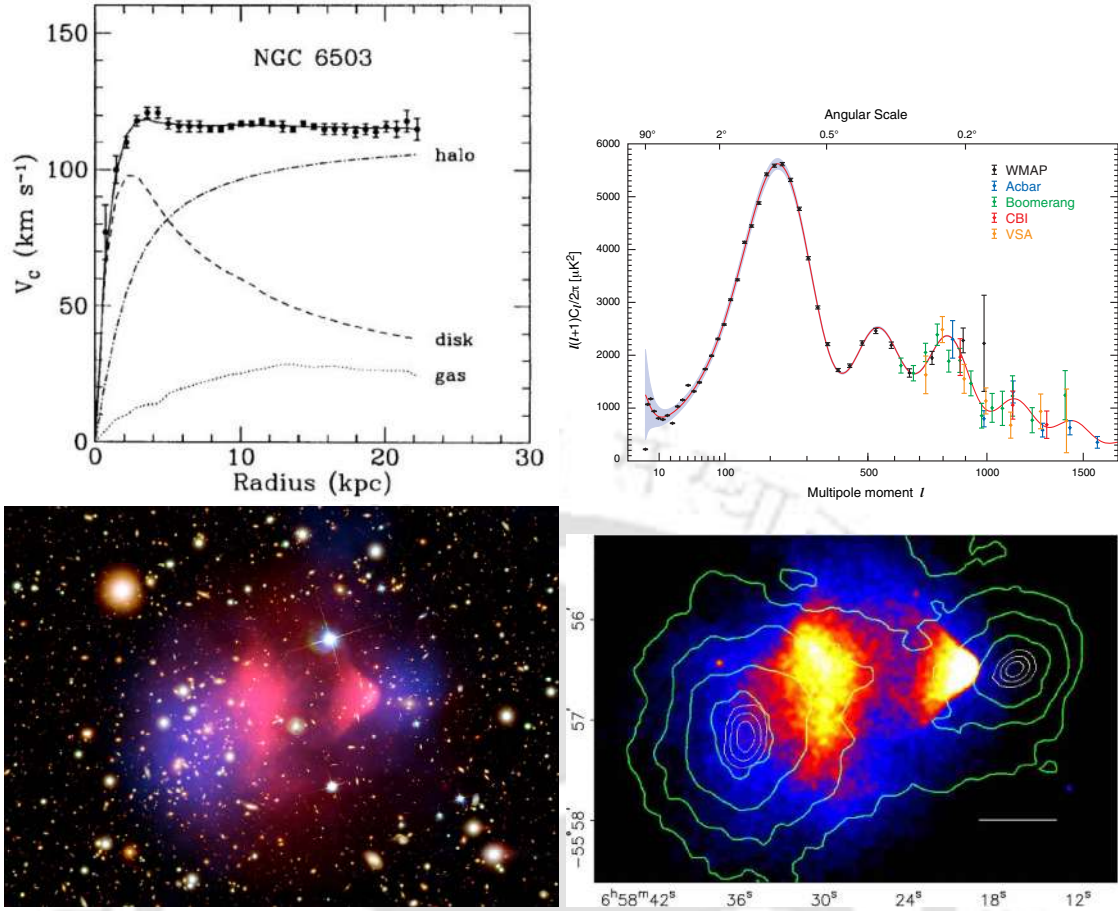 NGC 6503
160
150
100
50
0
V_c (km s⁻¹)
halo
disk
gas
0 10 20 30
Radius (kpc)
Angular Scale
90° 2° 0.5° 0.2°
6000
5000
4000
3000
2000
1000
0
l(l+1)Cl/2π [μK²]
WMAP
Acbar
Boomerang
CBI
VSA
10 100 500 1000 1500
Multipole moment l
56′
57′
-55° 58′
6ʰ58ᵐ42ˢ 36ˢ 30ˢ 24ˢ 18ˢ 12ˢ